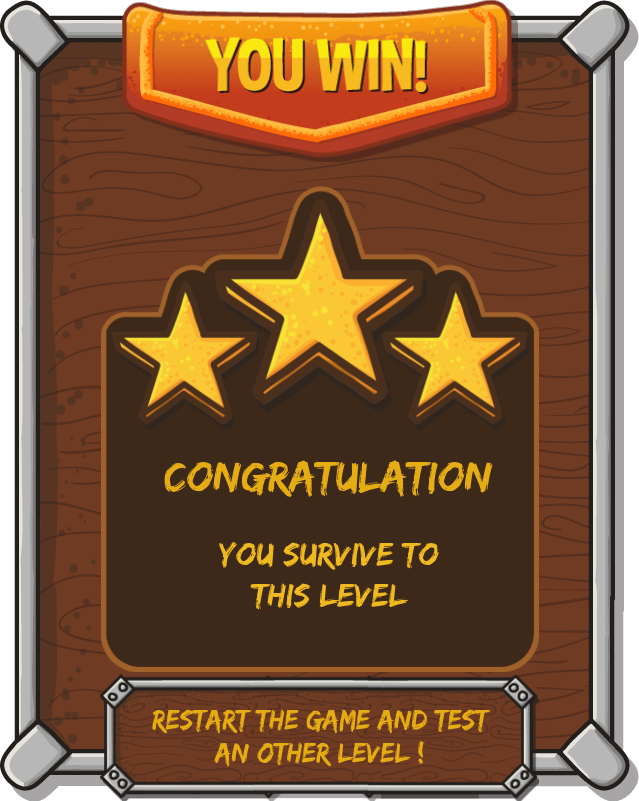 YOU WIN!
CONGRATULATION
YOU SURVIVE TO
THIS LEVEL
RESTART THE GAME AND TEST
AN OTHER LEVEL !